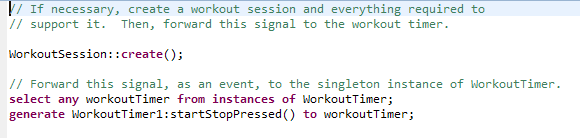 // If necessary, create a workout session and everything required to
// support it.  Then, forward this signal to the workout timer.
WorkoutSession::create();
// Forward this signal, as an event, to the singleton instance of WorkoutTimer.
select any workoutTimer from instances of WorkoutTimer;
generate WorkoutTimer1:startStopPressed() to workoutTimer;